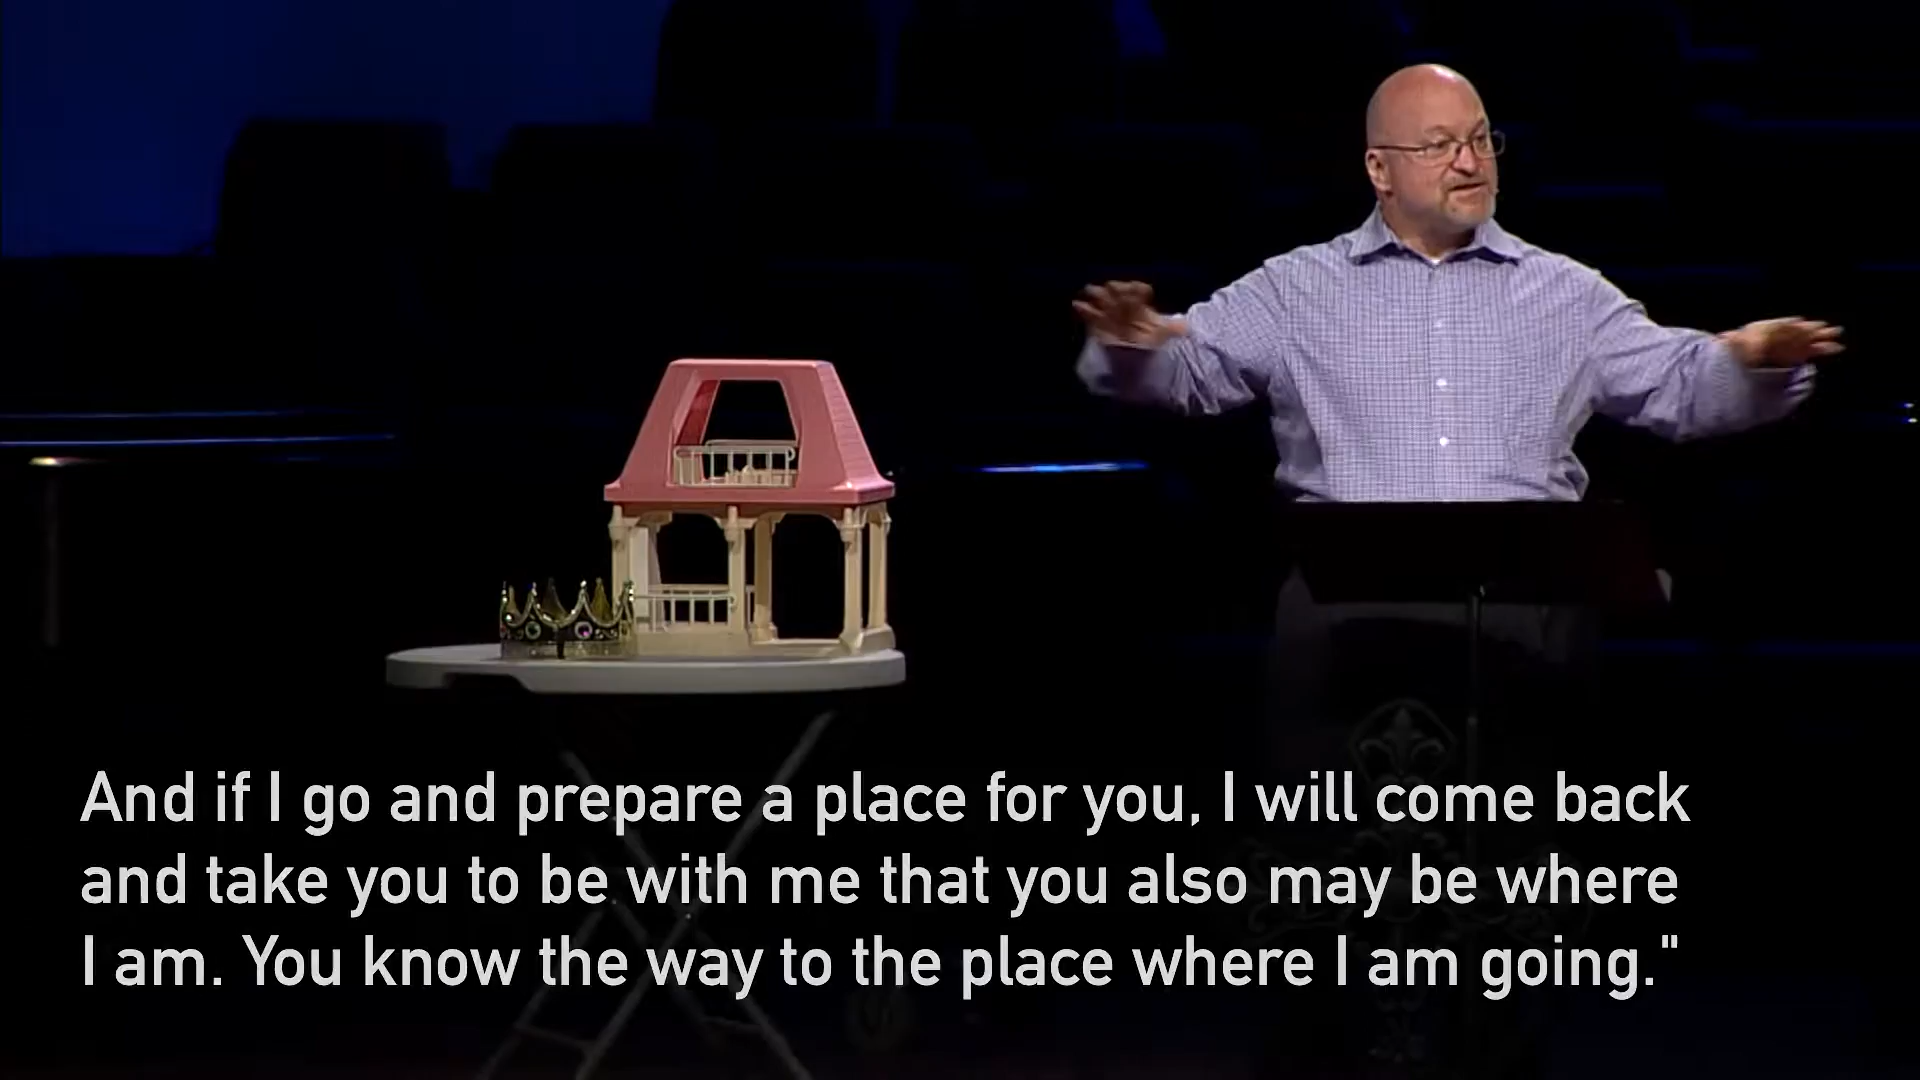 And if I go and prepare a place for you, I will come back
and take you to be with me that you also may be where
I am. You know the way to the place where I am going."